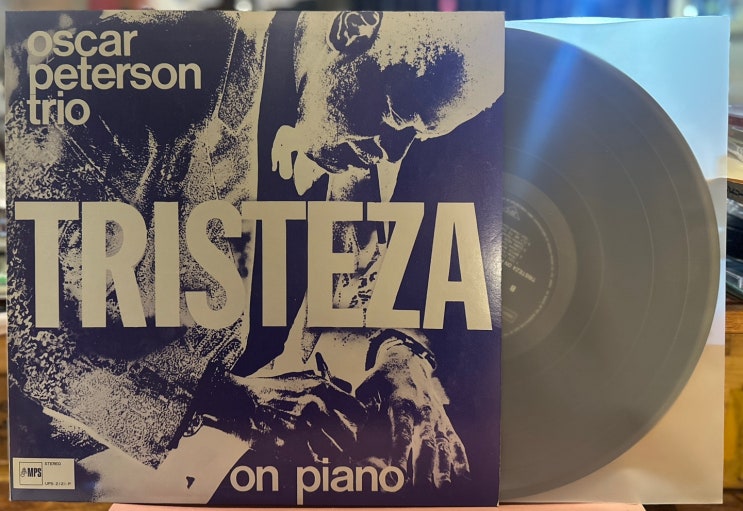 oscar
peterson
trio
TRISTEZA
on piano
MPS
STEREO